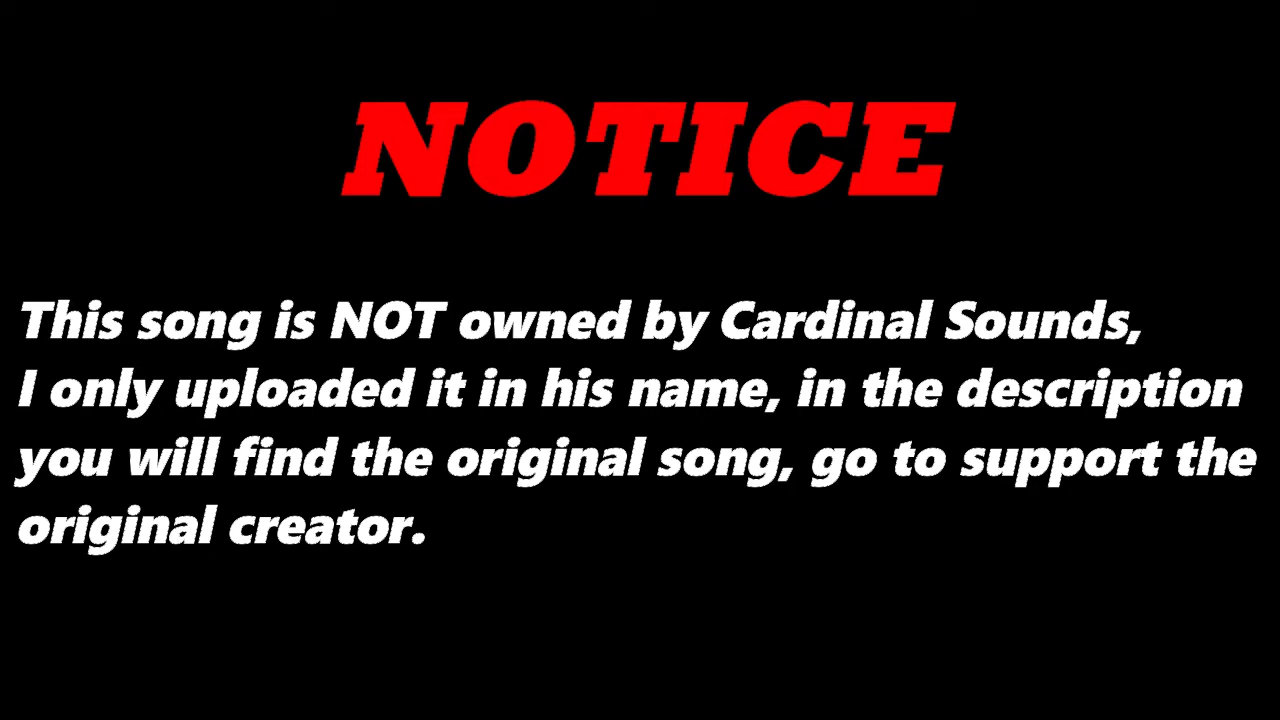 NOTICE
This song is NOT owned by Cardinal Sounds,
I only uploaded it in his name, in the description
you will find the original song, go to support the
original creator.